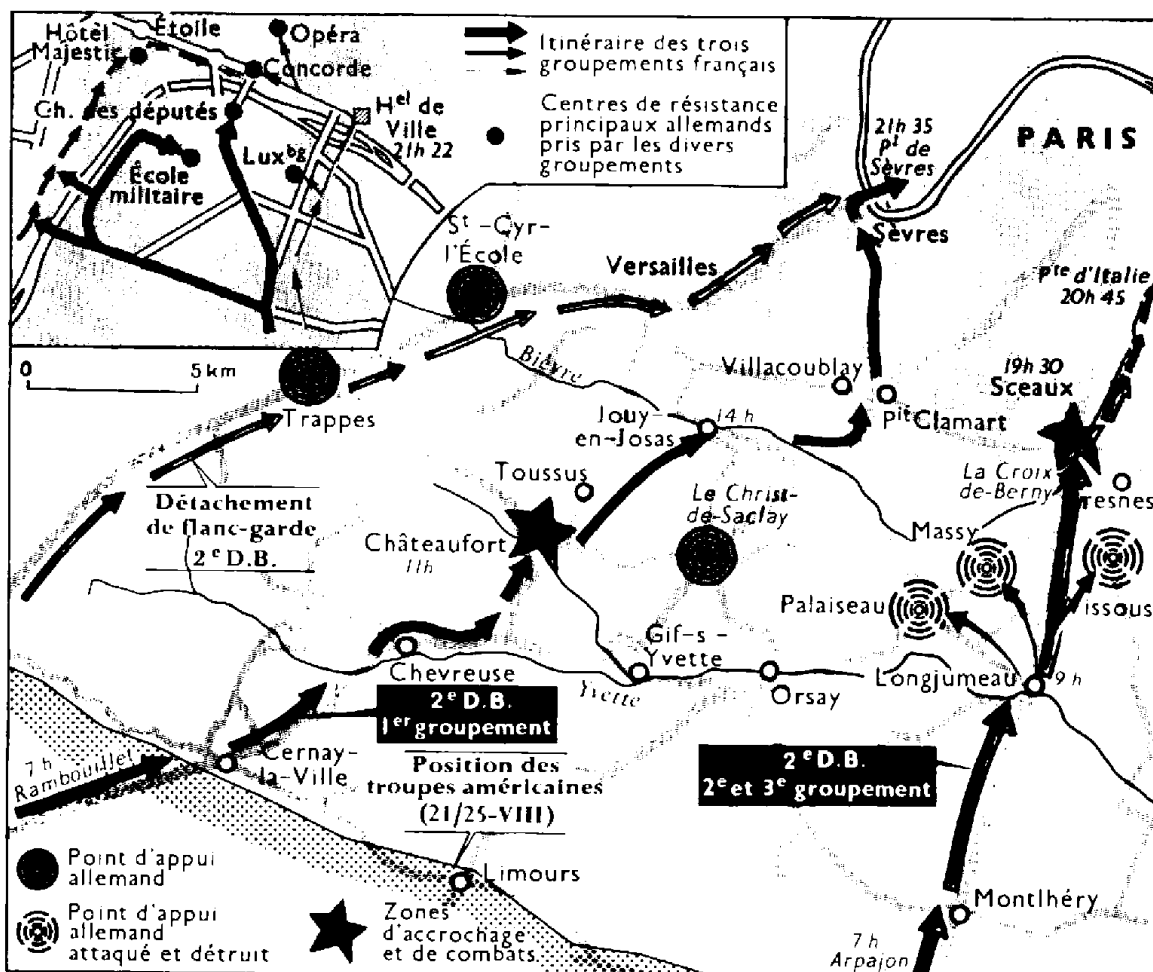 Hôtel
Majestic
Étoile
Opéra
Concorde
Ch. des députés
Hel de
Ville
21h 22
Luxbg
École
militaire
Itinéraire des trois
groupements français
Centres de résistance
principaux allemands
pris par les divers
groupements
21h 35
Pt de
Sèvres
PARIS
Sèvres
St-Cyr-
l'École
Versailles
Pte d'Italie
20h 45
0
5km
Bièvre
Villacoublay
19h 30
Sceaux
Trappes
Jouy-
en-Josas
14 h
Pit Clamart
Toussus
La Croix
de-Berny
Détachement
de flanc-garde
2e D.B.
Le Christ-
de-Saclay
Massy
Châteaufort
11h
Palaiseau
Gif-s-
Yvette
Chevreuse
Yvette
Orsay
Longjumeau
9 h
2e D.B.
1er groupement
7 h
Rambouillet
Cernay-
la-Ville
Position des
troupes américaines
(21/25-VIII)
2e D.B.
2e et 3e groupement
Point d'appui
allemand
Limours
Montlhéry
Point d'appui
allemand
attaqué et détruit
Zones
d'accrochage
et de combats
7 h
Arpajon